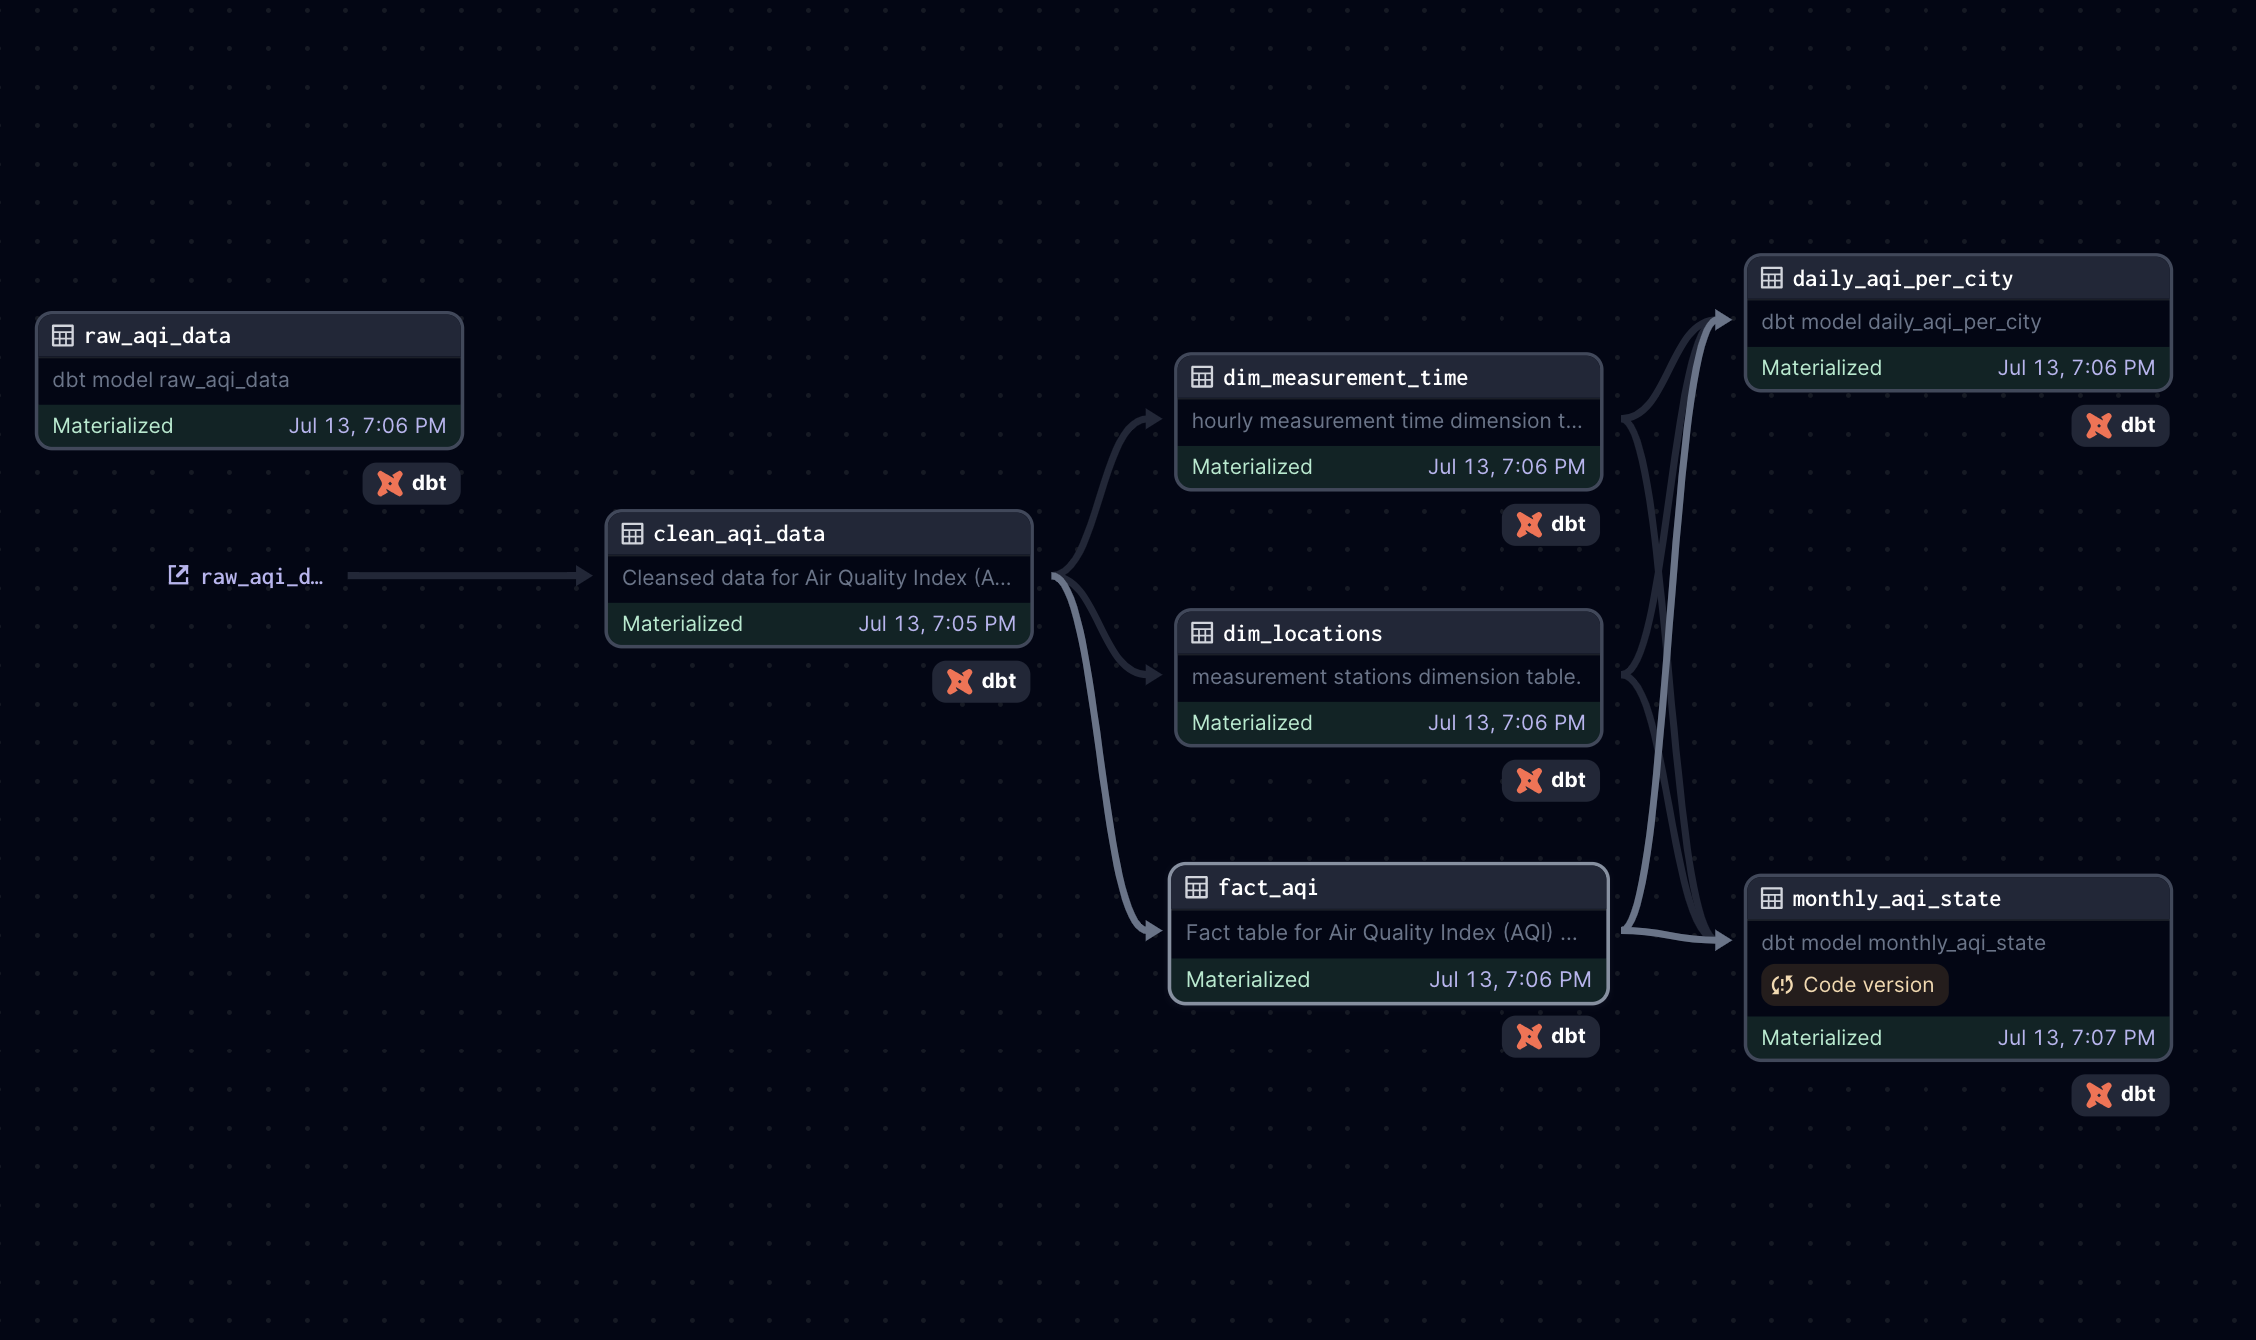 raw_aqi_data
dbt model raw_aqi_data
Materialized Jul 13, 7:06 PM
dbt
raw_aqi_d...
clean_aqi_data
Cleansed data for Air Quality Index (A...
Materialized Jul 13, 7:05 PM
dbt
dim_measurement_time
hourly measurement time dimension t...
Materialized Jul 13, 7:06 PM
dbt
dim_locations
measurement stations dimension table.
Materialized Jul 13, 7:06 PM
dbt
fact_aqi
Fact table for Air Quality Index (AQI) ...
Materialized Jul 13, 7:06 PM
dbt
daily_aqi_per_city
dbt model daily_aqi_per_city
Materialized Jul 13, 7:06 PM
dbt
monthly_aqi_state
dbt model monthly_aqi_state
Code version
Materialized Jul 13, 7:07 PM
dbt